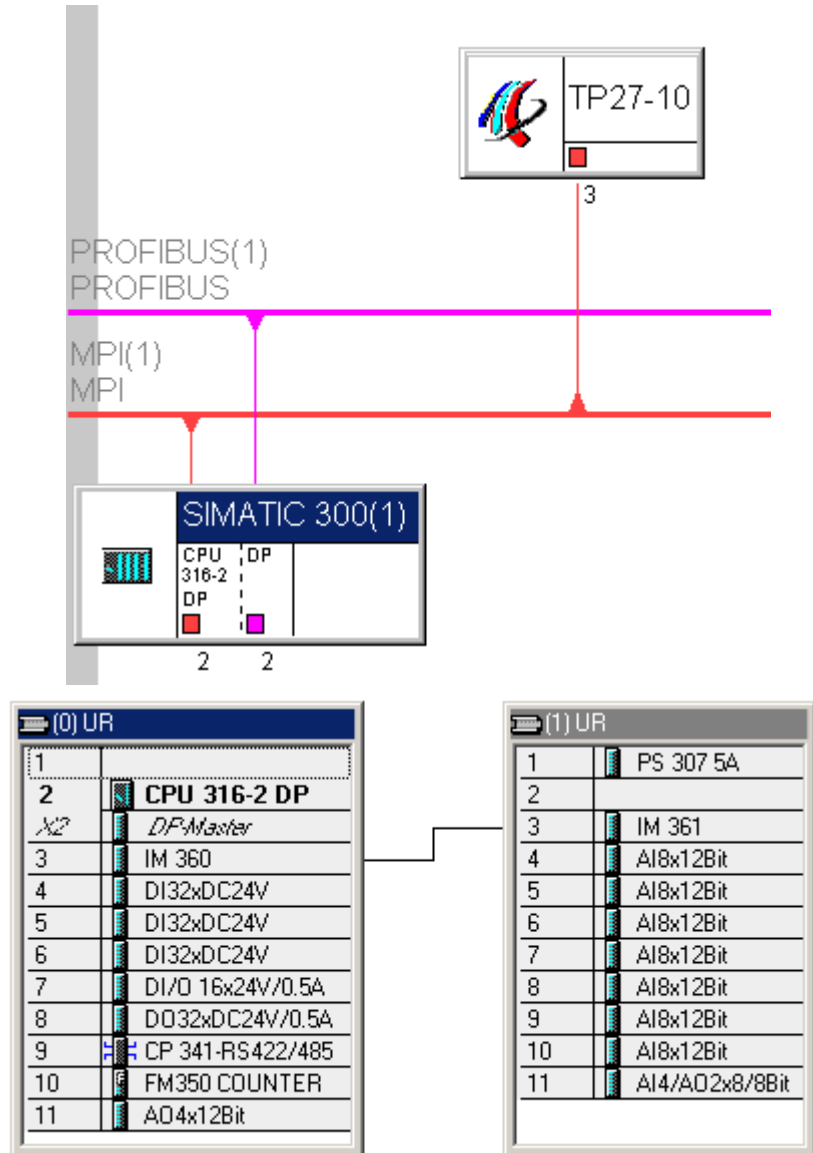 TP27-10
3
PROFIBUS(1)
PROFIBUS
MPI(1)
MPI
SIMATIC 300(1)
CPU 316-2 DP
DP
2 2
(0) UR
1
2 CPU 316-2 DP
X2 DP-Master
3 IM 360
4 DI32xDC24V
5 DI32xDC24V
6 DI32xDC24V
7 DI/O 16x24V/0.5A
8 DO32xDC24V/0.5A
9 CP 341-RS422/485
10 FM350 COUNTER
11 AO4x12Bit
(1) UR
1 PS 307 5A
2
3 IM 361
4 AI8x12Bit
5 AI8x12Bit
6 AI8x12Bit
7 AI8x12Bit
8 AI8x12Bit
9 AI8x12Bit
10 AI8x12Bit
11 AI4/AO2x8/8Bit